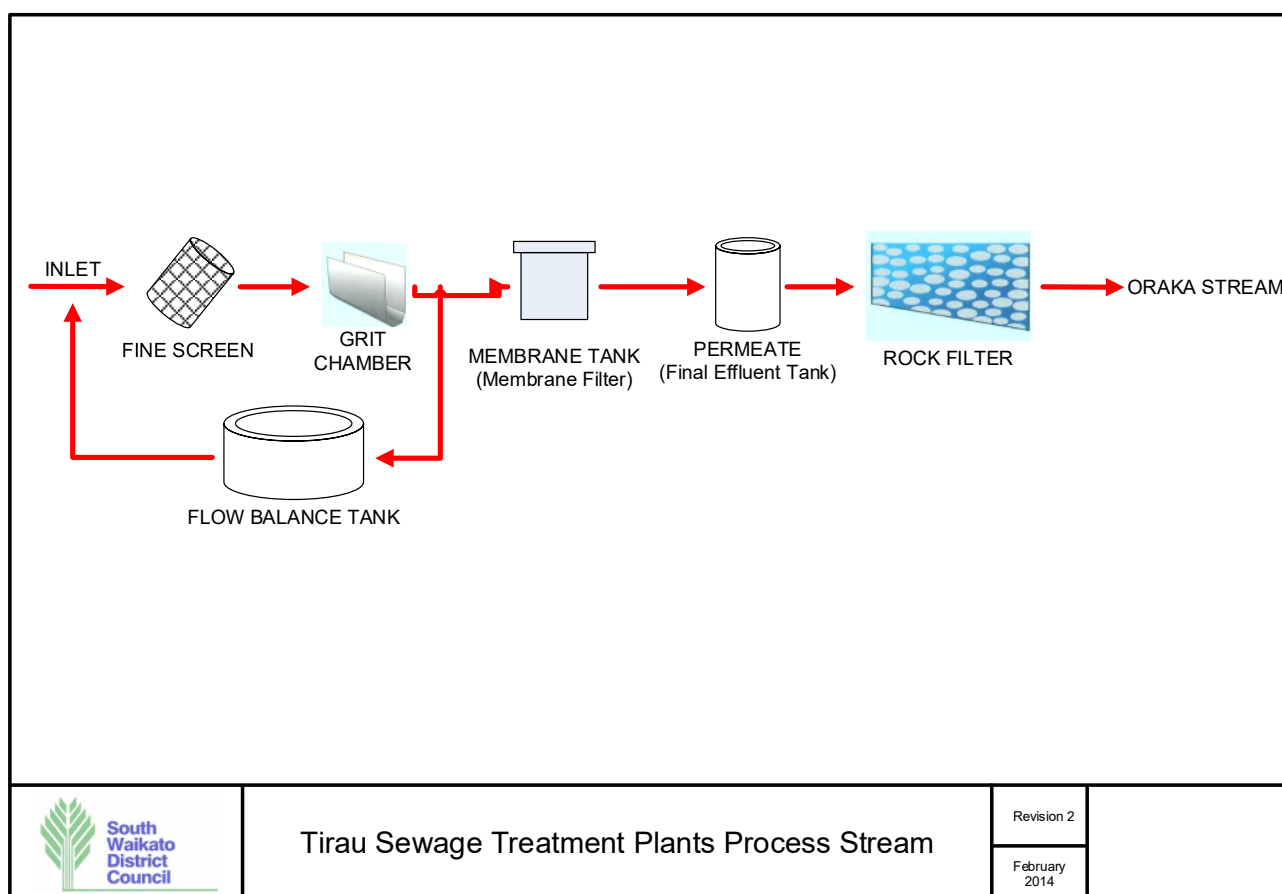 INLET
FINE SCREEN
GRIT
CHAMBER
MEMBRANE TANK
(Membrane Filter)
PERMEATE
(Final Effluent Tank)
ROCK FILTER
ORAKA STREAM
FLOW BALANCE TANK
South
Waikato
District
Council
Tirau Sewage Treatment Plants Process Stream
Revision 2
February
2014